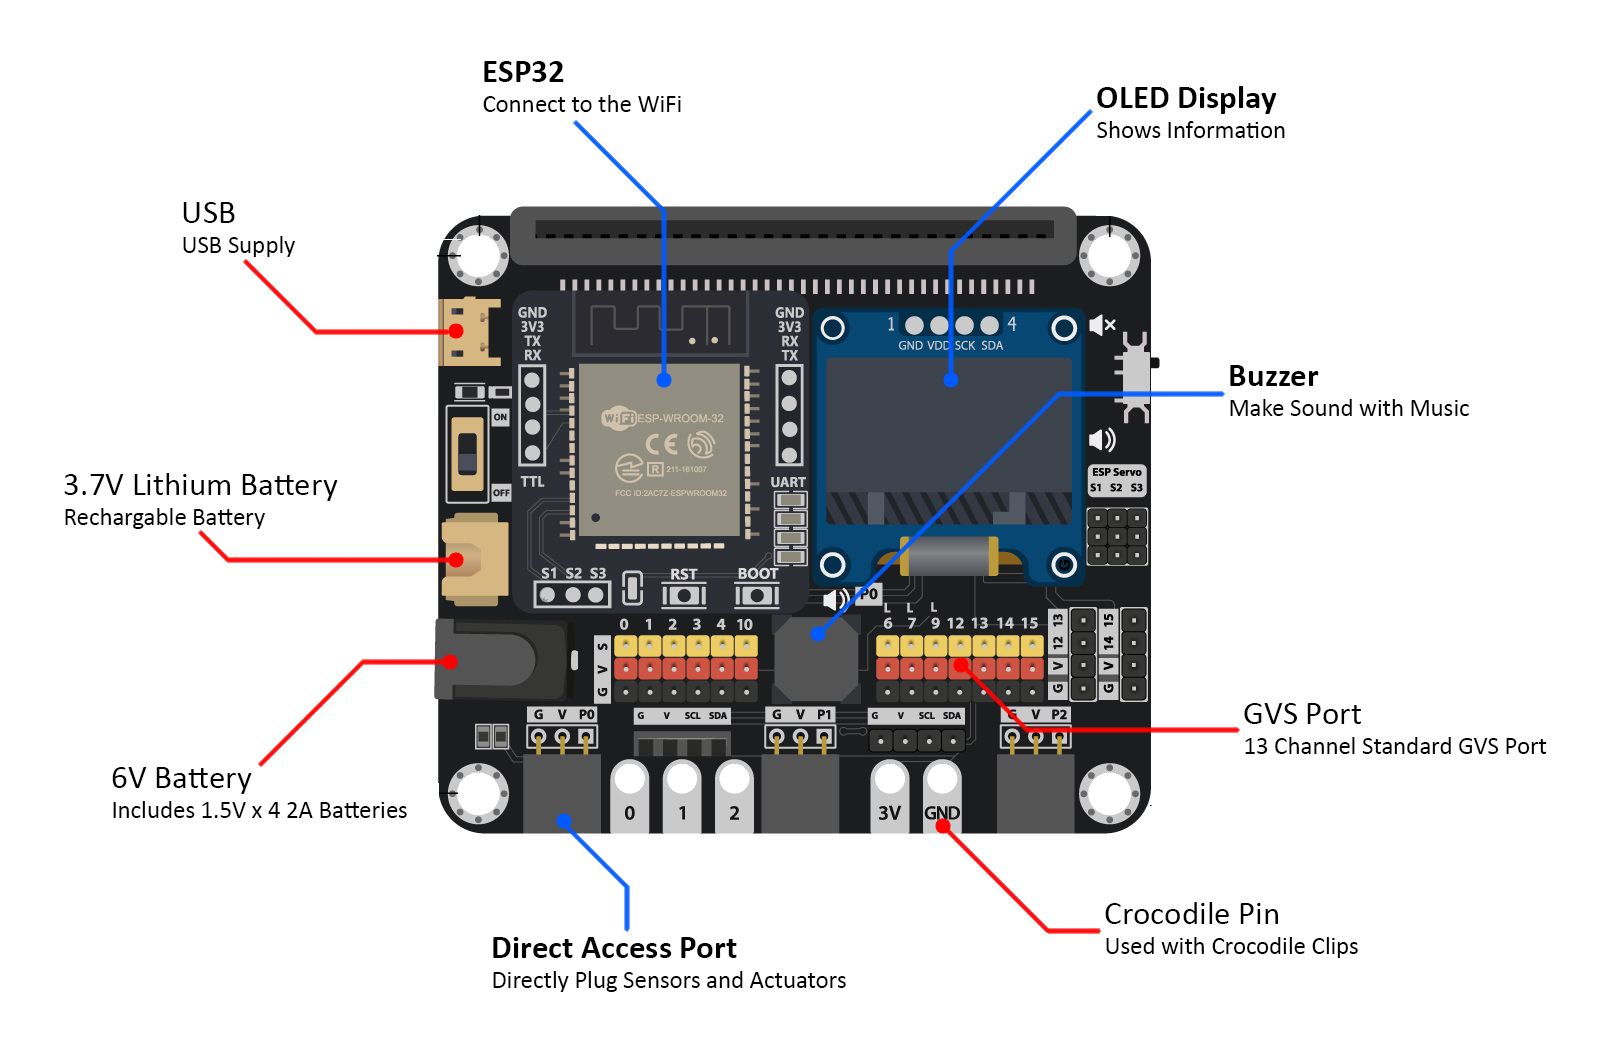 ESP32
Connect to the WiFi
OLED Display
Shows Information
USB
USB Supply
Buzzer
Make Sound with Music
3.7V Lithium Battery
Rechargable Battery
GVS Port
13 Channel Standard GVS Port
6V Battery
Includes 1.5V x 4 2A Batteries
Crocodile Pin
Used with Crocodile Clips
Direct Access Port
Directly Plug Sensors and Actuators
GND
3V3
TX
RX
TTL
GND
3V3
RX
TX
UART
WiFi ESP-WROOM-32
CE
R 211-161007
FCC ID:2AC7Z-ESPWROOM32
1 4
GND VDD SCK SDA
ON
OFF
ESP Servo
S1 S2 S3
S1 S2 S3
RST
BOOT
P0
L L L
0 1 2 3 4 10
6 7 9 12 13 14 15
S
V
G
13
12
V
G
15
14
V
G
G V P0
G V SCL SDA
G V P1
G V SCL SDA
G V P2
0 1 2
3V GND